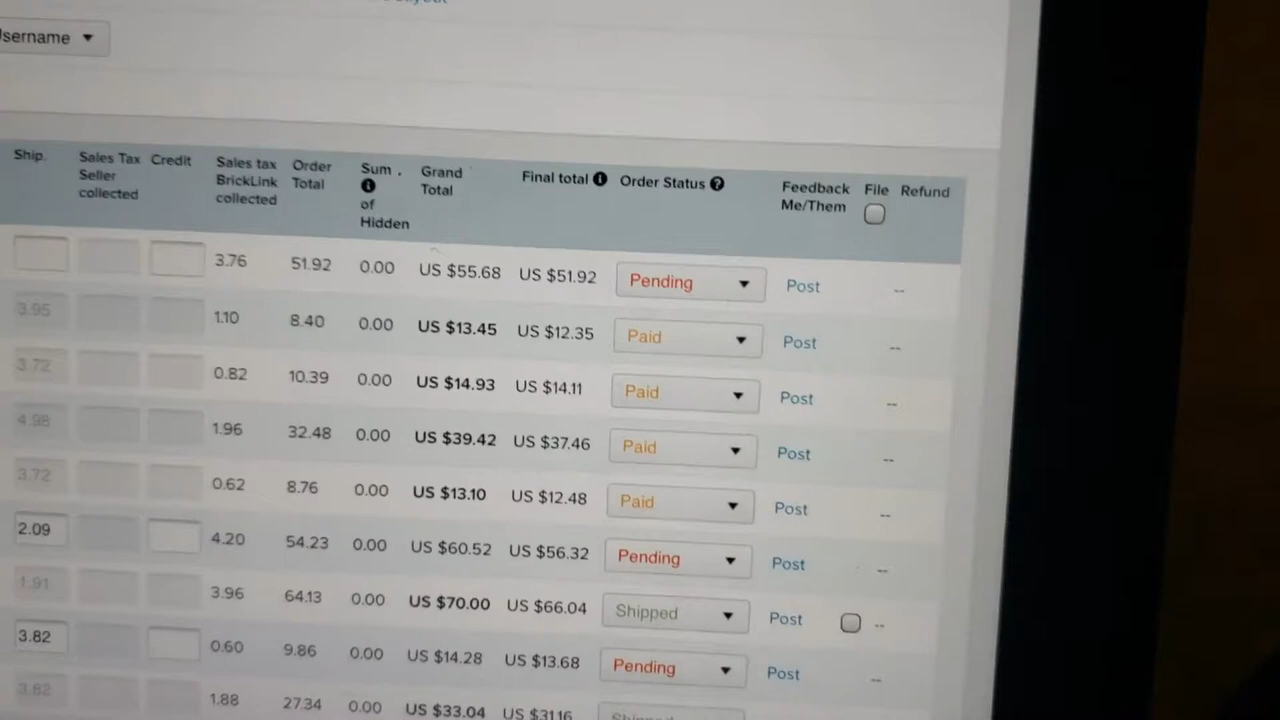 Username
Ship. Sales Tax Seller collected Credit Sales tax BrickLink collected Order Total Sum of Hidden Grand Total Final total Order Status Feedback Me/Them File Refund
3.76 51.92 0.00 US $55.68 US $51.92 Pending Post --
3.95 1.10 8.40 0.00 US $13.45 US $12.35 Paid Post --
3.72 0.82 10.39 0.00 US $14.93 US $14.11 Paid Post --
4.98 1.96 32.48 0.00 US $39.42 US $37.46 Paid Post --
3.72 0.62 8.76 0.00 US $13.10 US $12.48 Paid Post --
2.09 4.20 54.23 0.00 US $60.52 US $56.32 Pending Post --
1.91 3.96 64.13 0.00 US $70.00 US $66.04 Shipped Post --
3.82 0.60 9.86 0.00 US $14.28 US $13.68 Pending Post --
3.82 1.88 27.34 0.00 US $33.04 US $31.16 Shipped